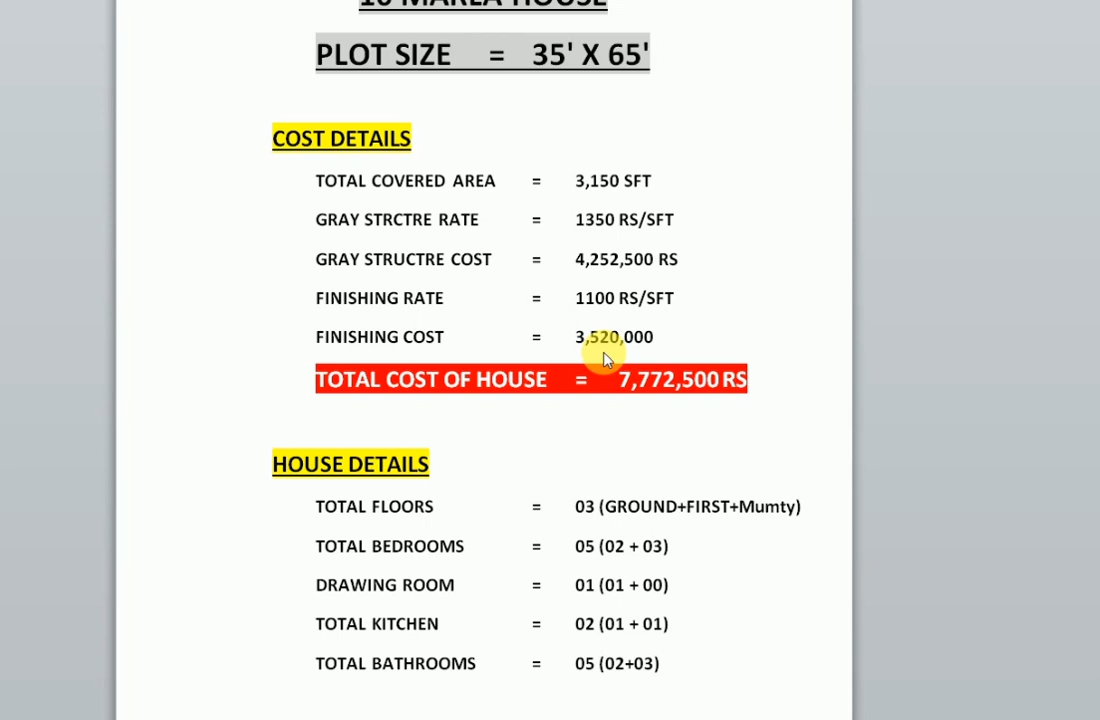 10 MARLA HOUSE
PLOT SIZE = 35' X 65'
COST DETAILS
TOTAL COVERED AREA = 3,150 SFT
GRAY STRCTRE RATE = 1350 RS/SFT
GRAY STRUCTRE COST = 4,252,500 RS
FINISHING RATE = 1100 RS/SFT
FINISHING COST = 3,520,000
TOTAL COST OF HOUSE = 7,772,500 RS
HOUSE DETAILS
TOTAL FLOORS = 03 (GROUND+FIRST+Mumty)
TOTAL BEDROOMS = 05 (02 + 03)
DRAWING ROOM = 01 (01 + 00)
TOTAL KITCHEN = 02 (01 + 01)
TOTAL BATHROOMS = 05 (02+03)